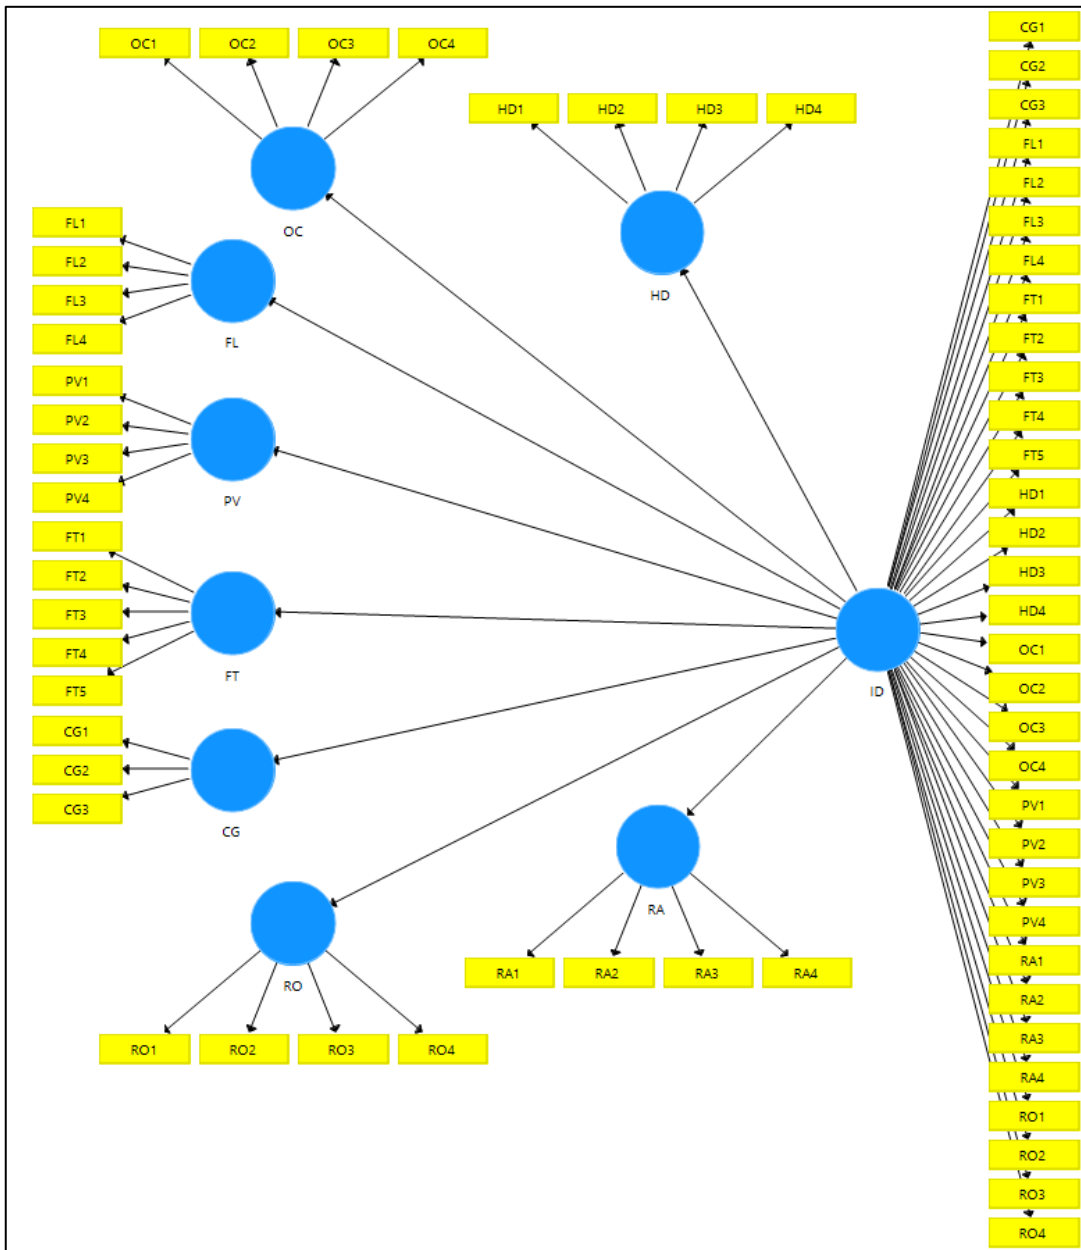 OC1
OC2
OC3
OC4
OC
HD1
HD2
HD3
HD4
HD
FL1
FL2
FL3
FL4
FL
PV1
PV2
PV3
PV4
PV
FT1
FT2
FT3
FT4
FT5
FT
CG1
CG2
CG3
CG
RO
RO1
RO2
RO3
RO4
RA
RA1
RA2
RA3
RA4
ID
CG1
CG2
CG3
FL1
FL2
FL3
FL4
FT1
FT2
FT3
FT4
FT5
HD1
HD2
HD3
HD4
OC1
OC2
OC3
OC4
PV1
PV2
PV3
PV4
RA1
RA2
RA3
RA4
RO1
RO2
RO3
RO4